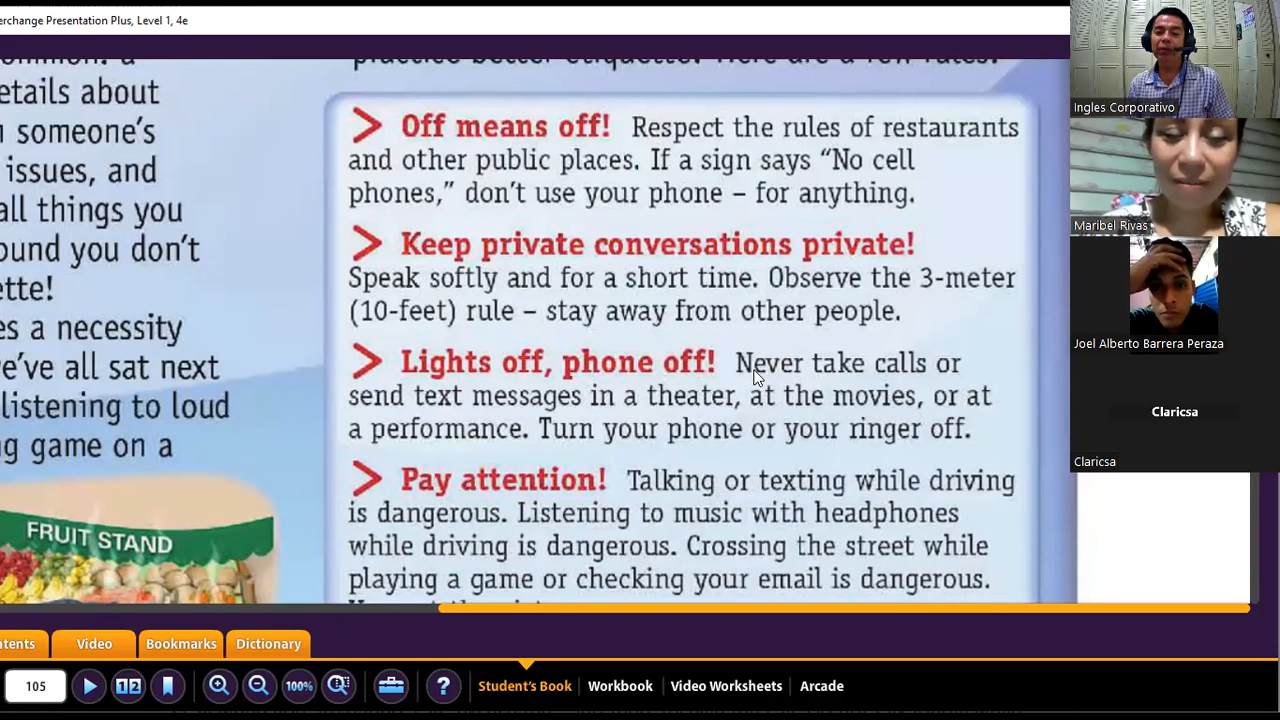 erchange Presentation Plus, Level 1, 4e
etails about
someone's
issues, and
all things you
ound you don't
ette!
es a necessity
e've all sat next
listening to loud
g game on a
FRUIT STAND
practice better etiquette. Here are a few rules.
> Off means off! Respect the rules of restaurants
and other public places. If a sign says “No cell
phones,” don't use your phone – for anything.
> Keep private conversations private!
Speak softly and for a short time. Observe the 3-meter
(10-feet) rule – stay away from other people.
> Lights off, phone off! Never take calls or
send text messages in a theater, at the movies, or at
a performance. Turn your phone or your ringer off.
> Pay attention! Talking or texting while driving
is dangerous. Listening to music with headphones
while driving is dangerous. Crossing the street while
playing a game or checking your email is dangerous.
Ingles Corporativo
Maribel Rivas
Joel Alberto Barrera Peraza
Claricsa
Claricsa
ntents Video Bookmarks Dictionary
105 12 100% ? Student's Book Workbook Video Worksheets Arcade